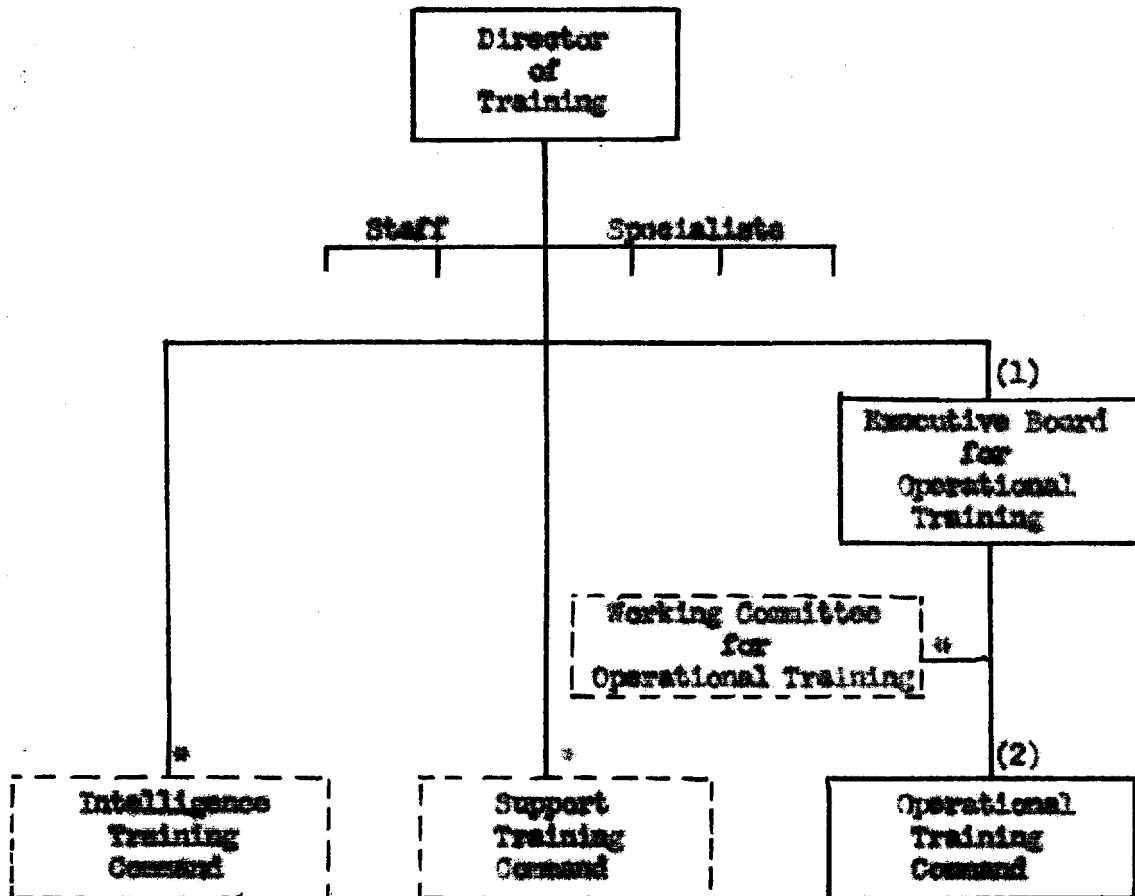 Director
of
Training
Staff
Specialists
(1)
Executive Board
for
Operational
Training
Working Committee
for
Operational Training
*
*
*
(2)
Intelligence
Training
Command
Support
Training
Command
Operational
Training
Command